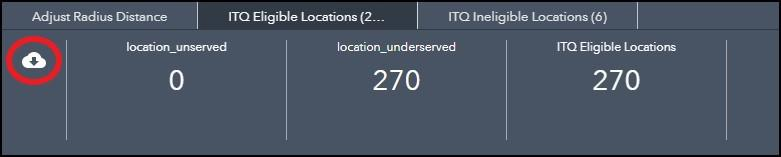 Adjust Radius Distance ITQ Eligible Locations (2... ITQ Ineligible Locations (6)
location_unserved location_underserved ITQ Eligible Locations
0 270 270